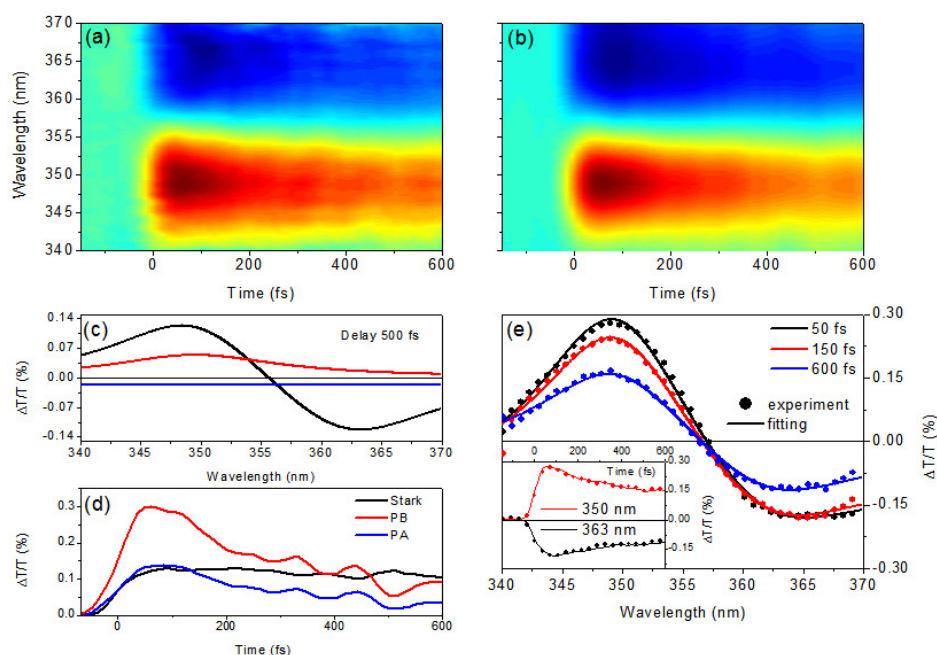 (a)
(b)
370
365
360
355
350
345
340
Wavelength (nm)
0 200 400 600
Time (fs)
0 200 400 600
Time (fs)
(c)
Delay 500 fs
0.14
0.07
0.00
-0.07
-0.14
ΔT/T (%)
340 345 350 355 360 365 370
Wavelength (nm)
(d)
Stark
PB
PA
0.3
0.2
0.1
0.0
ΔT/T (%)
0 200 400 600
Time (fs)
(e)
50 fs
150 fs
600 fs
experiment
fitting
0.30
0.15
0.00
-0.15
-0.30
ΔT/T (%)
0 150 300 450 600
Time (fs)
0.30
0.15
0.00
-0.15
ΔT/T (%)
350 nm
363 nm
340 345 350 355 360 365 370
Wavelength (nm)